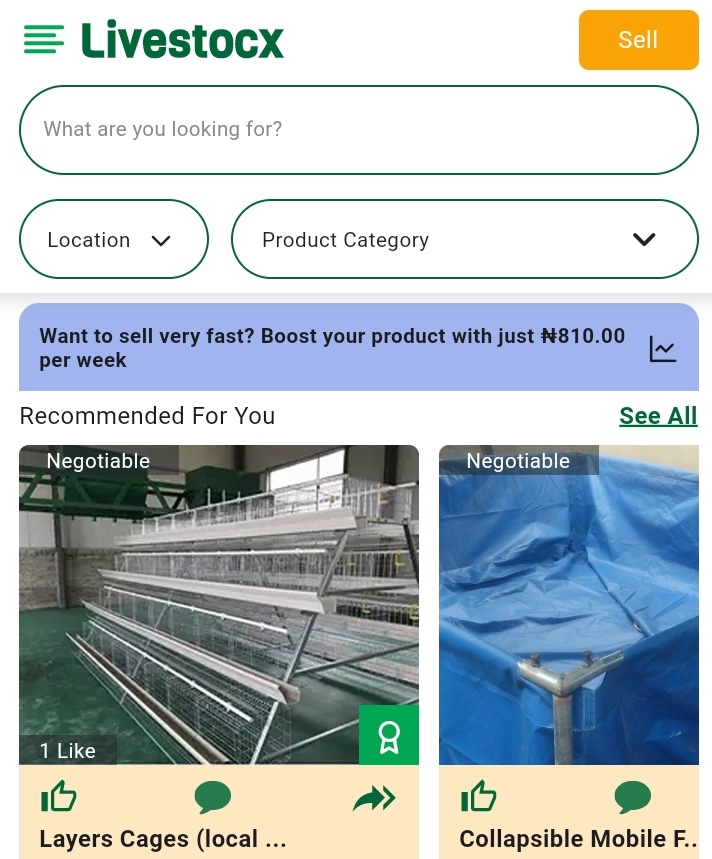 Livestocx
Sell
What are you looking for?
Location
Product Category
Want to sell very fast? Boost your product with just ₦810.00
per week
Recommended For You
See All
Negotiable
Negotiable
1 Like
Layers Cages (local ...
Collapsible Mobile F..